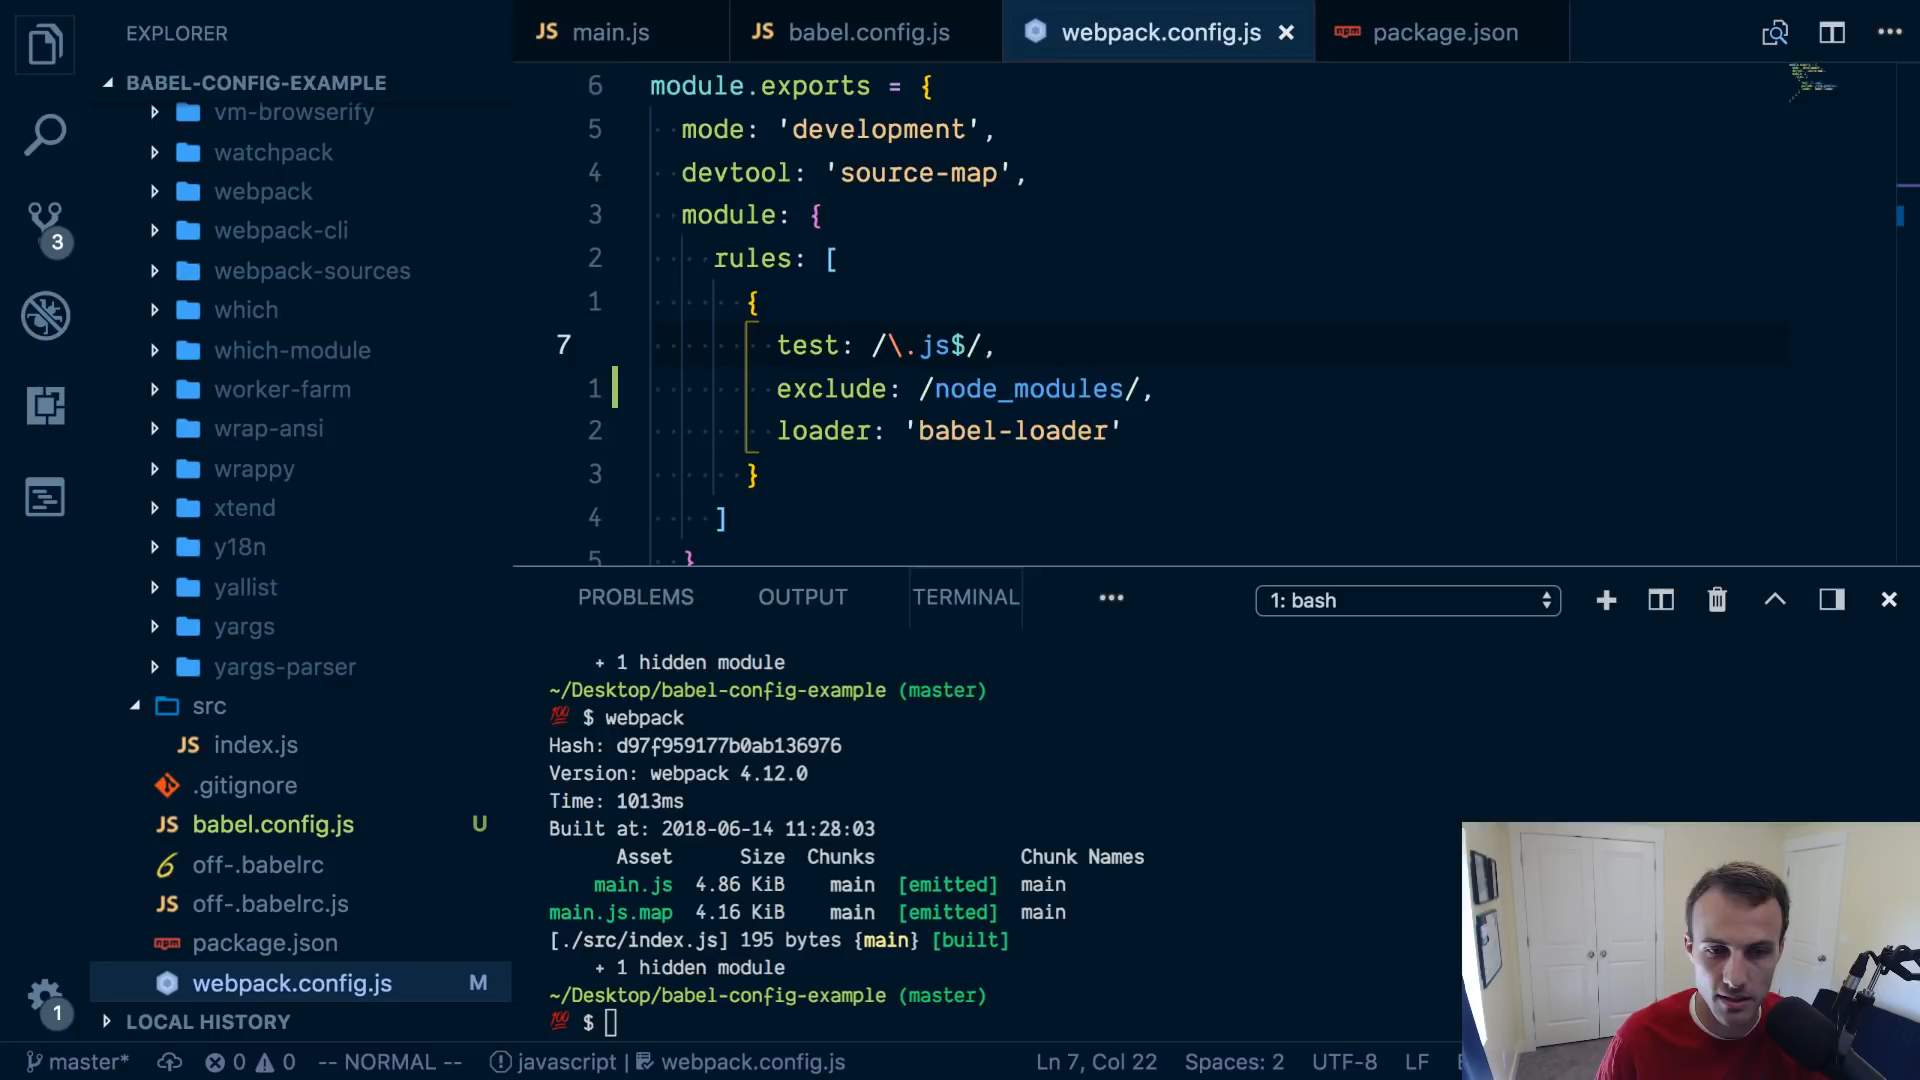 EXPLORER
BABEL-CONFIG-EXAMPLE
vm-browserify
watchpack
webpack
webpack-cli
webpack-sources
which
which-module
worker-farm
wrap-ansi
wrappy
xtend
y18n
yallist
yargs
yargs-parser
src
JS index.js
.gitignore
JS babel.config.js U
6 off-.babelrc
JS off-.babelrc.js
npm package.json
webpack.config.js M
LOCAL HISTORY
3
1
JS main.js
JS babel.config.js
webpack.config.js
npm package.json
6 module.exports = {
5 mode: 'development',
4 devtool: 'source-map',
3 module: {
2 rules: [
1 {
7 test: /\.js$/,
1 exclude: /node_modules/,
2 loader: 'babel-loader'
3 }
4 ]
5 }
PROBLEMS OUTPUT TERMINAL ••• 1: bash
+ 1 hidden module
~/Desktop/babel-config-example (master)
💯 $ webpack
Hash: d97f959177b0ab136976
Version: webpack 4.12.0
Time: 1013ms
Built at: 2018-06-14 11:28:03
Asset Size Chunks Chunk Names
main.js 4.86 KiB main [emitted] main
main.js.map 4.16 KiB main [emitted] main
[./src/index.js] 195 bytes {main} [built]
+ 1 hidden module
~/Desktop/babel-config-example (master)
💯 $
master* 0 0 -- NORMAL -- javascript | webpack.config.js Ln 7, Col 22 Spaces: 2 UTF-8 LF